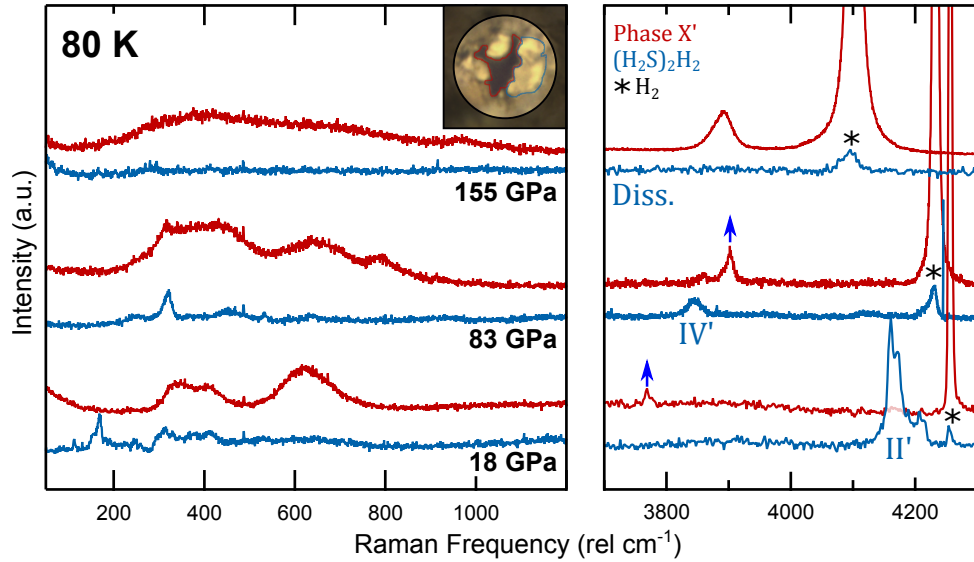 80 K
Phase X'
(H₂S)₂H₂
*H₂
155 GPa
Diss.
83 GPa
IV'
18 GPa
II'
*
*
*
Intensity (a.u.)
200 400 600 800 1000
3800 4000 4200
Raman Frequency (rel cm⁻¹)